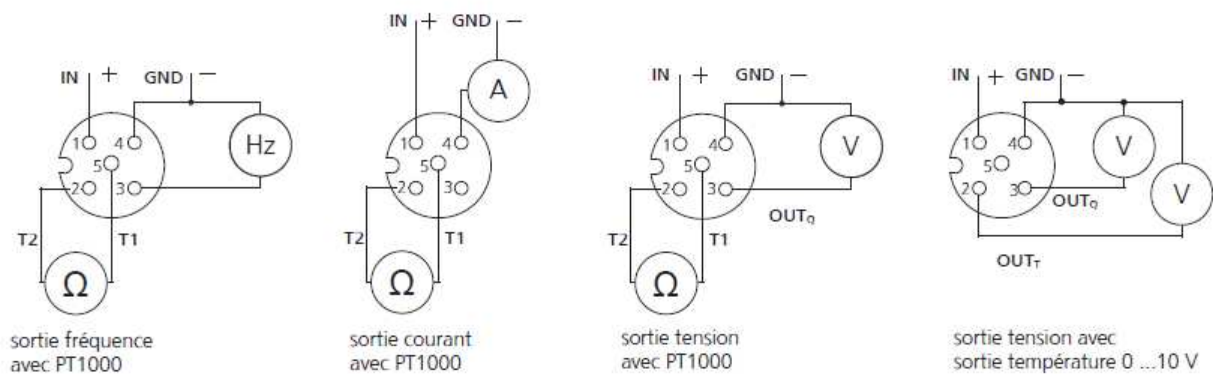 IN + GND −
1 4
5
2 3
Hz
T2 T1
Ω
sortie fréquence
avec PT1000
IN + GND −
A
1 4
5
2 3
T2 T1
Ω
sortie courant
avec PT1000
IN + GND −
1 4
5
2 3
V
OUTQ
T2 T1
Ω
sortie tension
avec PT1000
IN + GND −
1 4
5
2 3
V
V
OUTQ
OUTT
sortie tension avec
sortie température 0 ...10 V